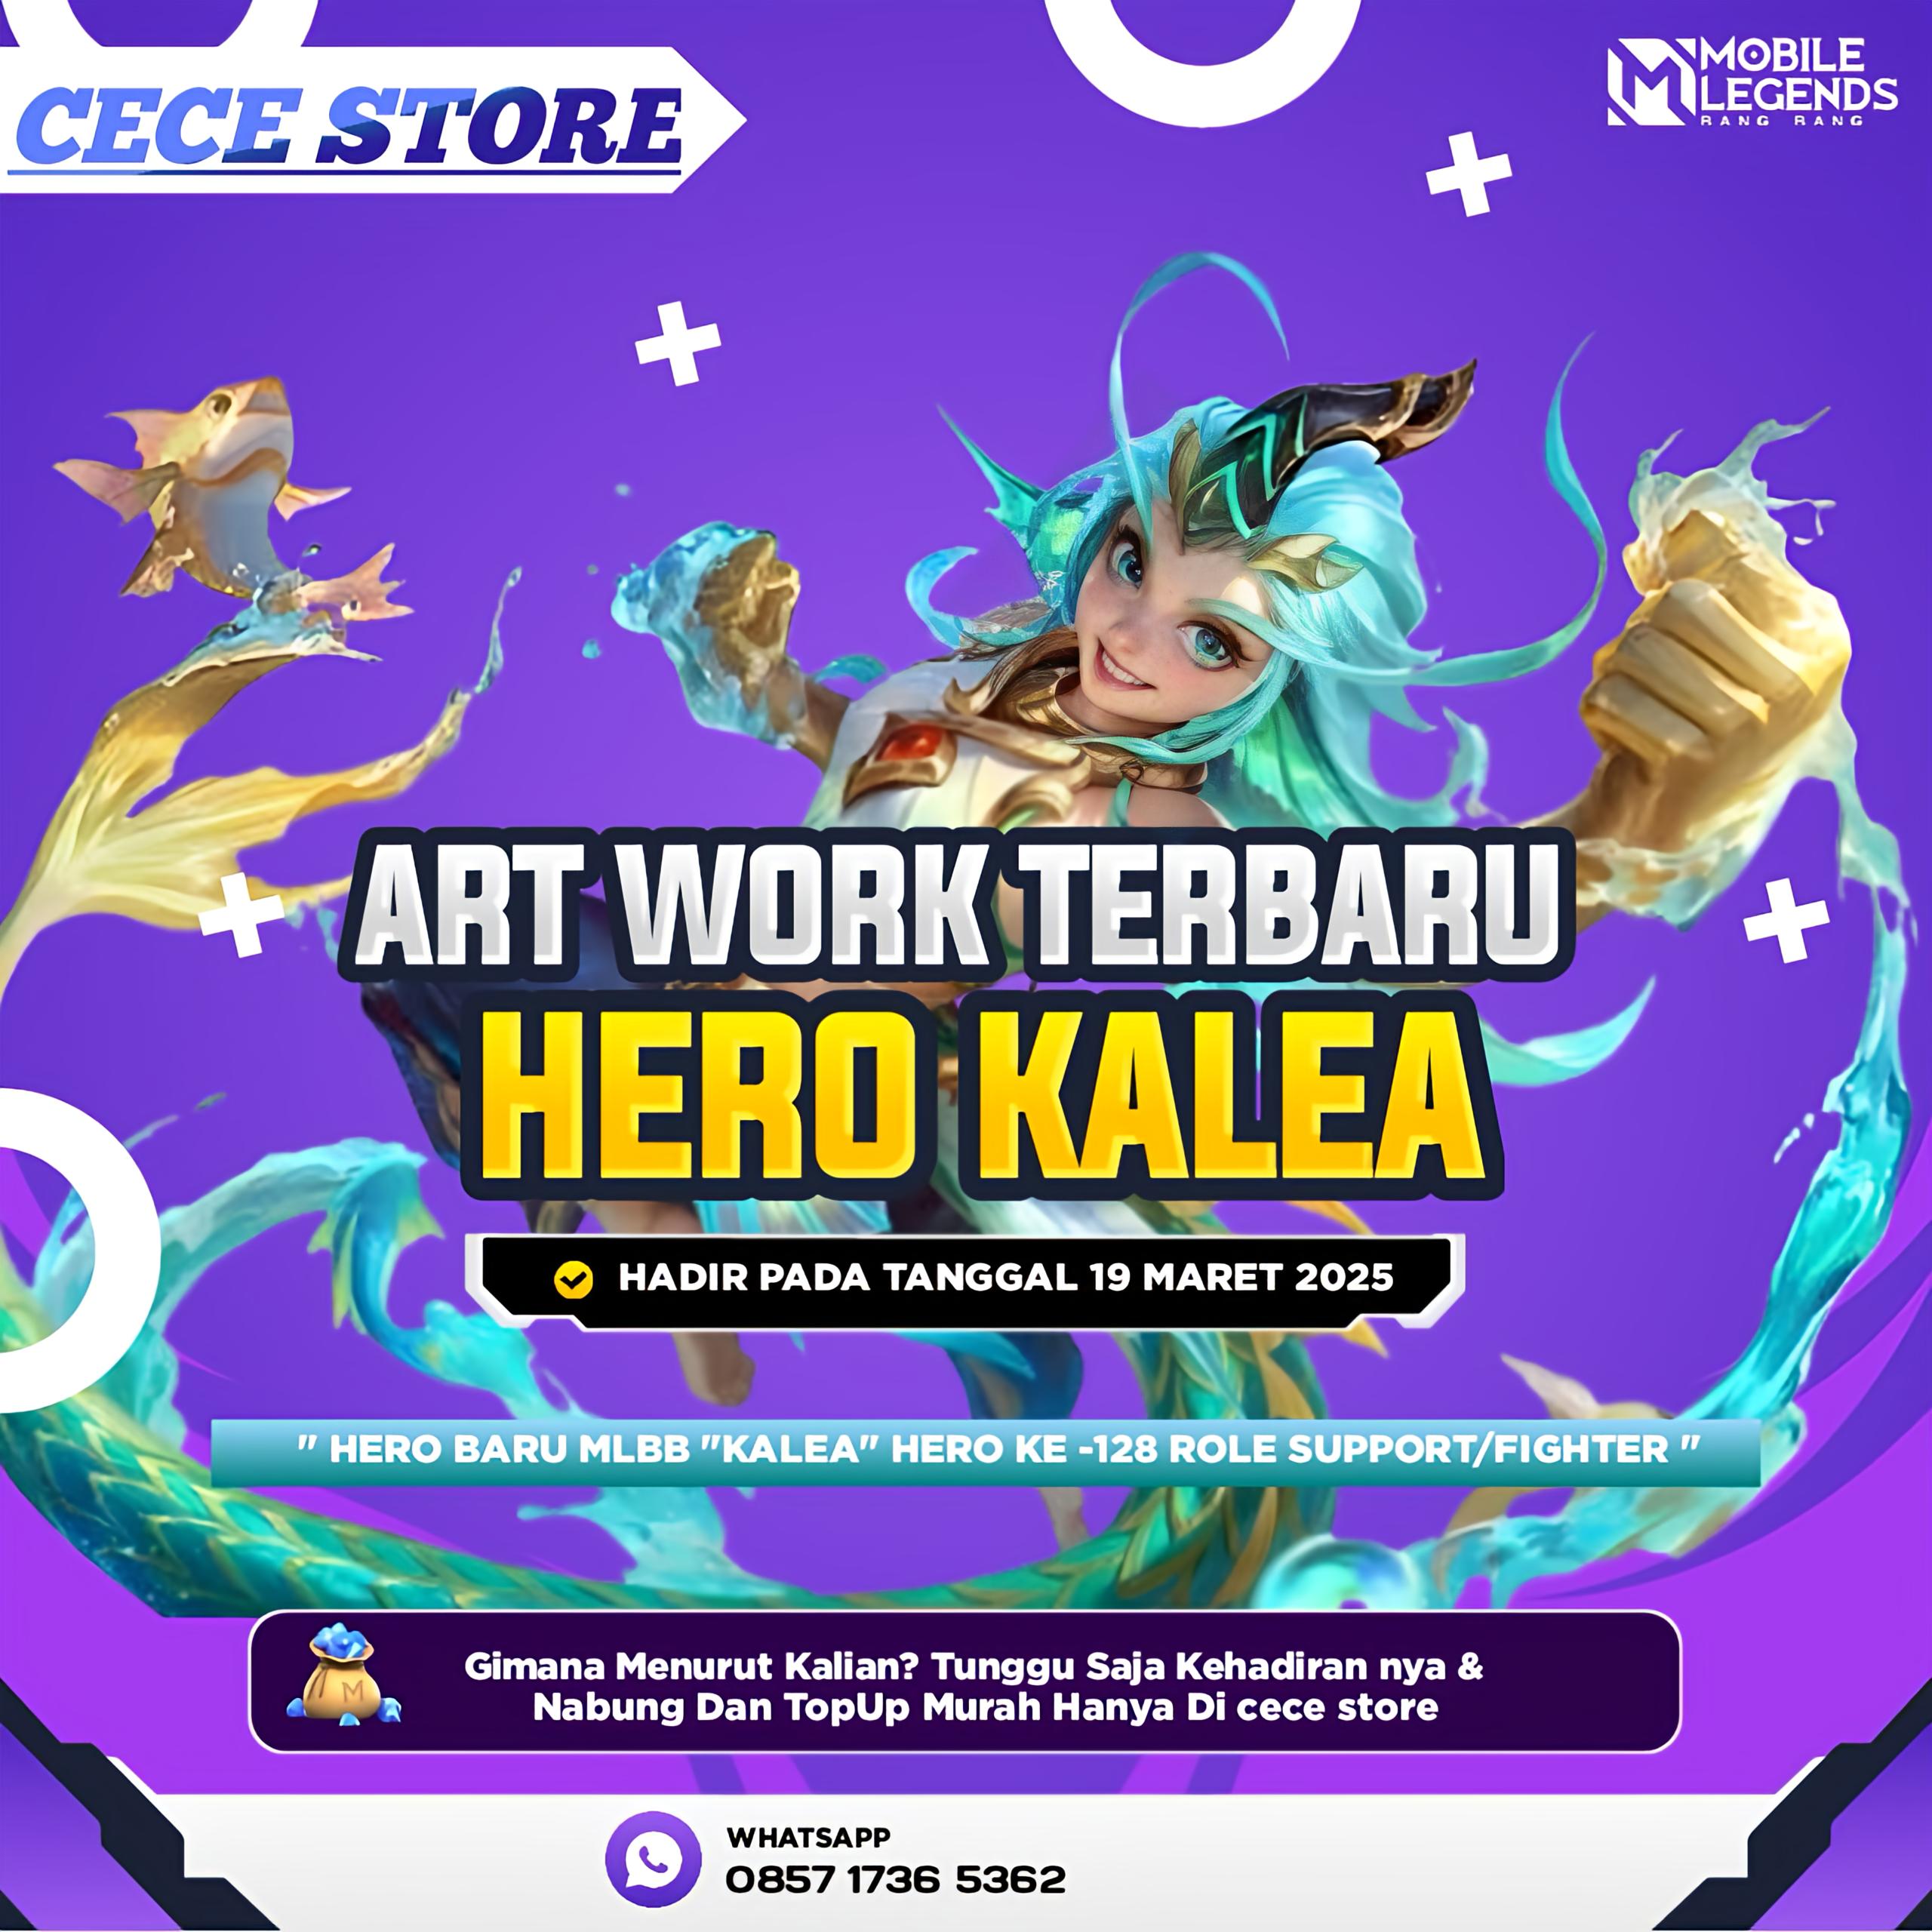 CECE STORE
MOBILE
LEGENDS
BANG BANG
ART WORK TERBARU
HERO KALEA
HADIR PADA TANGGAL 19 MARET 2025
" HERO BARU MLBB "KALEA" HERO KE -128 ROLE SUPPORT/FIGHTER "
M
Gimana Menurut Kalian? Tunggu Saja Kehadiran nya &
Nabung Dan TopUp Murah Hanya Di cece store
WHATSAPP
0857 1736 5362